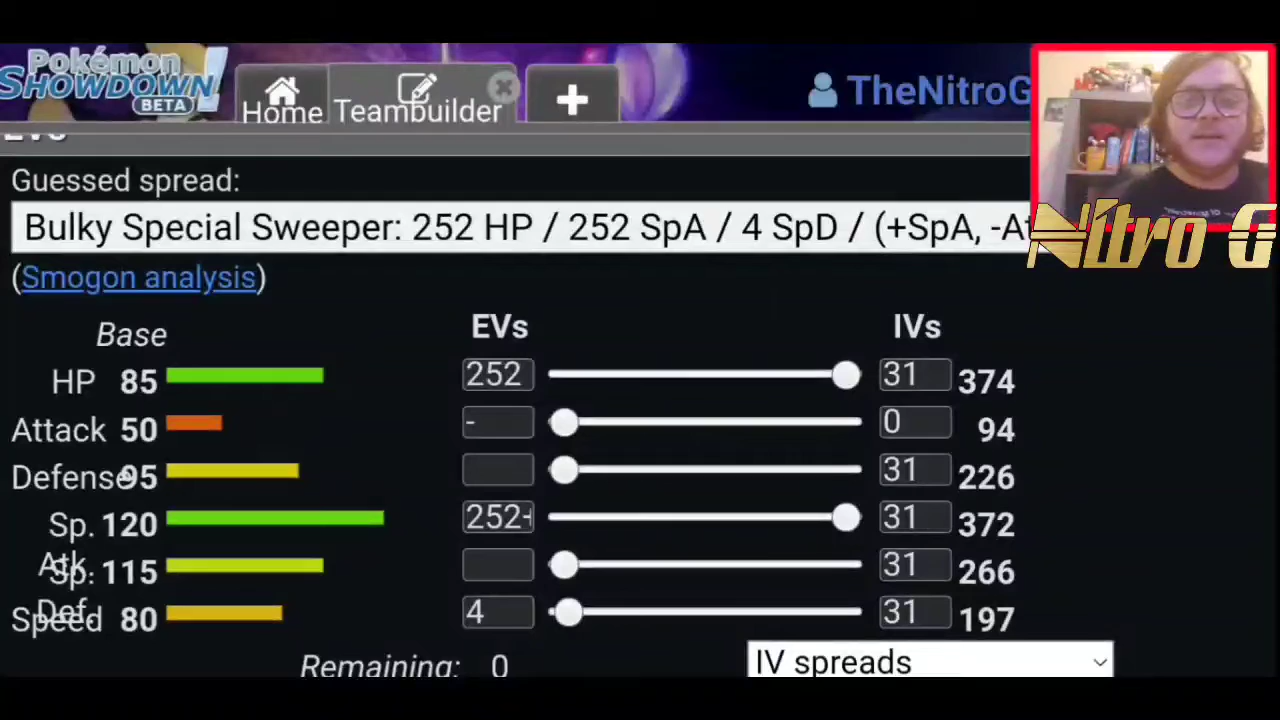 Pokémon
SHOWDOWN!
BETA
Home
Teambuilder
+
TheNitroG
EVs
Guessed spread:
Bulky Special Sweeper: 252 HP / 252 SpA / 4 SpD / (+SpA, -At
Nitro G
(Smogon analysis)
Base EVs IVs
HP 85 252 31 374
Attack 50 - 0 94
Defense 95 31 226
Sp. Atk. 120 252+ 31 372
Sp. Def. 115 31 266
Speed 80 4 31 197
Remaining: 0
IV spreads